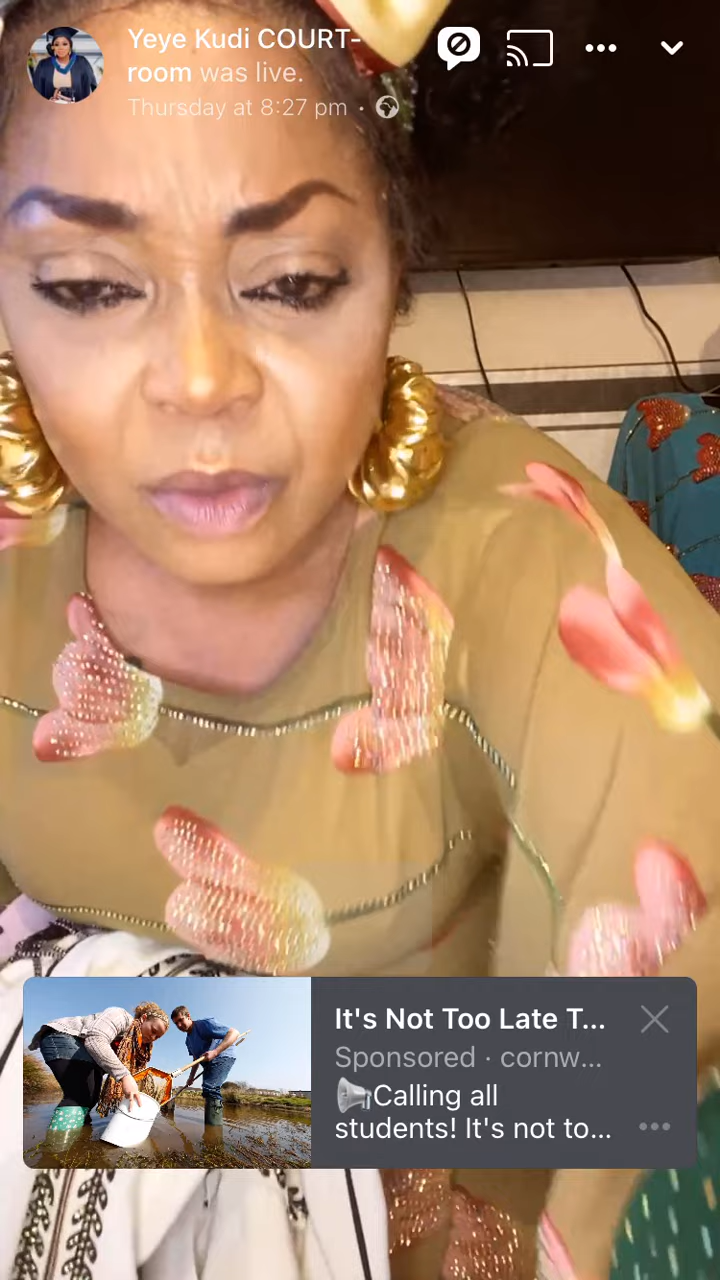 Yeye Kudi COURT-
room was live.
Thursday at 8:27 pm ·
It's Not Too Late T...
Sponsored · cornw...
📢Calling all
students! It's not to...